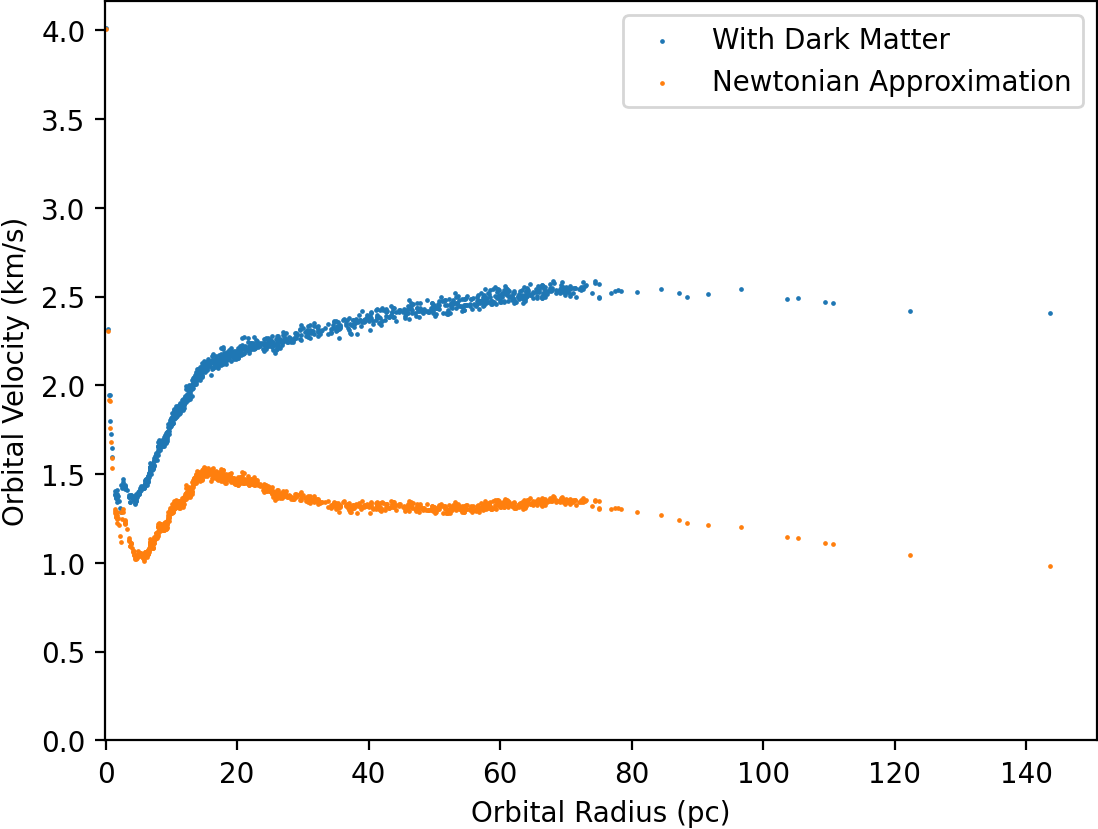 With Dark Matter
Newtonian Approximation
4.0
3.5
3.0
2.5
2.0
1.5
1.0
0.5
0.0
Orbital Velocity (km/s)
0 20 40 60 80 100 120 140
Orbital Radius (pc)